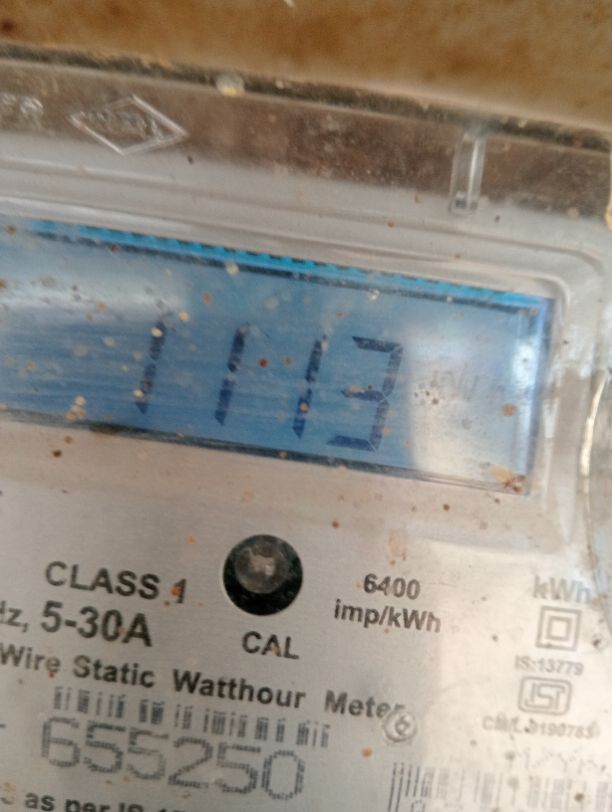 1113
CLASS 1
6400
imp/kWh
kWh
5-30A
CAL
Wire Static Watthour Meter
IS:13779
655250
as per IS